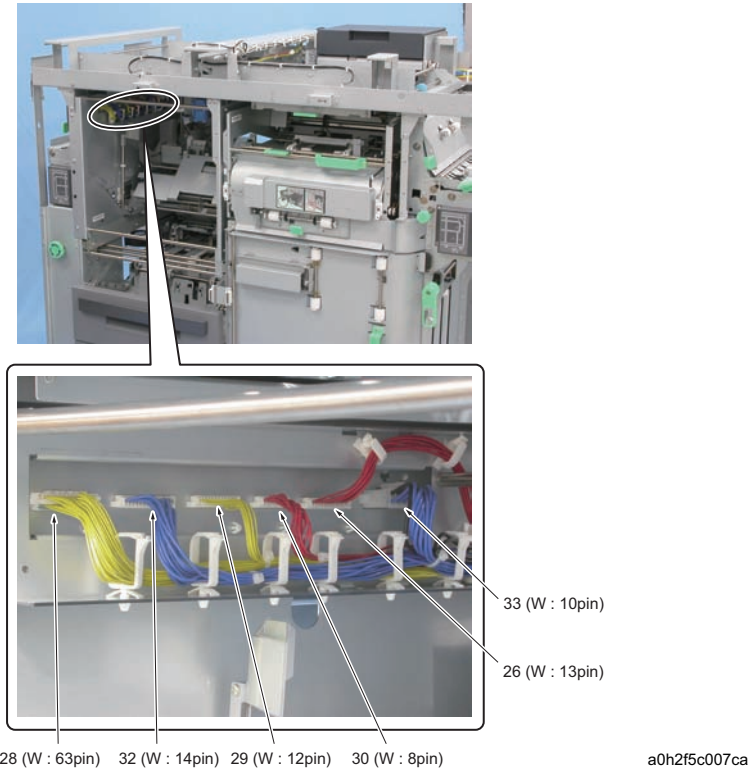 33 (W : 10pin)
26 (W : 13pin)
28 (W : 63pin) 32 (W : 14pin) 29 (W : 12pin) 30 (W : 8pin)
a0h2f5c007ca